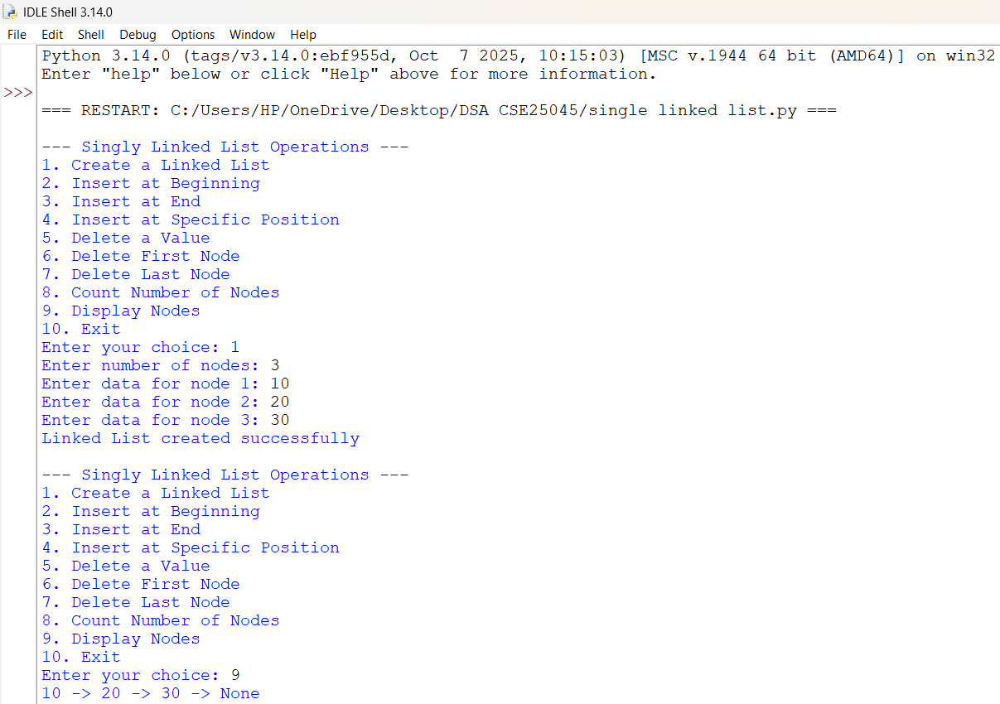 IDLE Shell 3.14.0
File Edit Shell Debug Options Window Help
Python 3.14.0 (tags/v3.14.0:ebf955d, Oct  7 2025, 10:15:03) [MSC v.1944 64 bit (AMD64)] on win32
Enter "help" below or click "Help" above for more information.
>>>
=== RESTART: C:/Users/HP/OneDrive/Desktop/DSA CSE25045/single linked list.py ===
--- Singly Linked List Operations ---
1. Create a Linked List
2. Insert at Beginning
3. Insert at End
4. Insert at Specific Position
5. Delete a Value
6. Delete First Node
7. Delete Last Node
8. Count Number of Nodes
9. Display Nodes
10. Exit
Enter your choice: 1
Enter number of nodes: 3
Enter data for node 1: 10
Enter data for node 2: 20
Enter data for node 3: 30
Linked List created successfully
--- Singly Linked List Operations ---
1. Create a Linked List
2. Insert at Beginning
3. Insert at End
4. Insert at Specific Position
5. Delete a Value
6. Delete First Node
7. Delete Last Node
8. Count Number of Nodes
9. Display Nodes
10. Exit
Enter your choice: 9
10 -> 20 -> 30 -> None